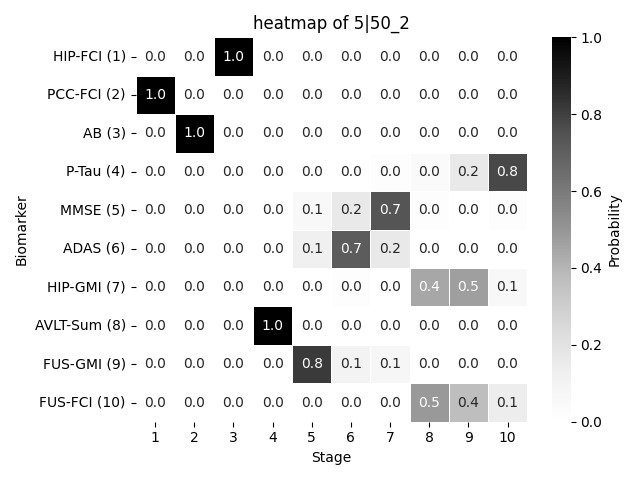 heatmap of 5|50_2
HIP-FCI (1) 0.0 0.0 1.0 0.0 0.0 0.0 0.0 0.0 0.0 0.0
PCC-FCI (2) 1.0 0.0 0.0 0.0 0.0 0.0 0.0 0.0 0.0 0.0
AB (3) 0.0 1.0 0.0 0.0 0.0 0.0 0.0 0.0 0.0 0.0
P-Tau (4) 0.0 0.0 0.0 0.0 0.0 0.0 0.0 0.0 0.2 0.8
MMSE (5) 0.0 0.0 0.0 0.0 0.1 0.2 0.7 0.0 0.0 0.0
ADAS (6) 0.0 0.0 0.0 0.0 0.1 0.7 0.2 0.0 0.0 0.0
HIP-GMI (7) 0.0 0.0 0.0 0.0 0.0 0.0 0.0 0.4 0.5 0.1
AVLT-Sum (8) 0.0 0.0 0.0 1.0 0.0 0.0 0.0 0.0 0.0 0.0
FUS-GMI (9) 0.0 0.0 0.0 0.0 0.8 0.1 0.1 0.0 0.0 0.0
FUS-FCI (10) 0.0 0.0 0.0 0.0 0.0 0.0 0.0 0.5 0.4 0.1
1 2 3 4 5 6 7 8 9 10
Stage
Biomarker
1.0
0.8
0.6
0.4
0.2
0.0
Probability